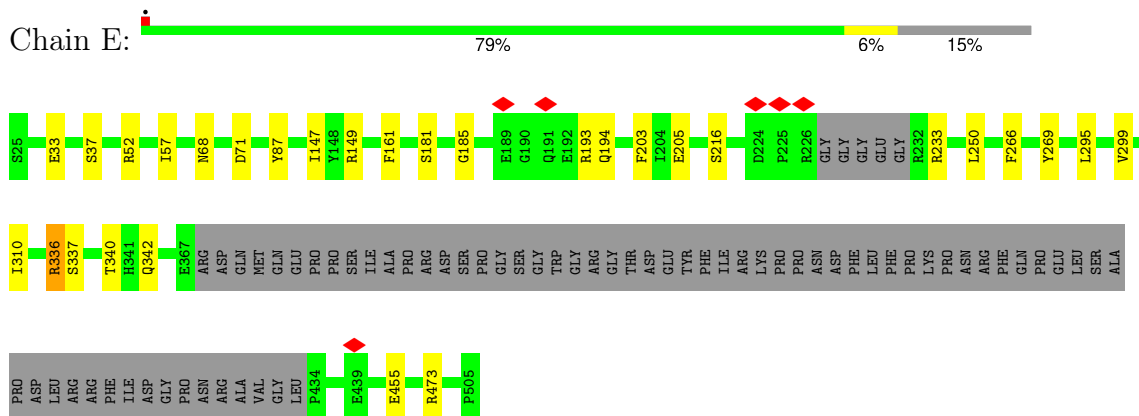 Chain E:
79% 6% 15%
S25 E33 S37 R52 I57 N68 D71 Y87 I147 Y148 R149 F161 S181 G185 E189 G190 Q191 E192 R193 Q194 F203 I204 E205 S216 D224 P225 R226 GLY GLY GLY GLU GLY R232 R233 L250 F266 Y269 L295 V299
I310 R336 S337 T340 H341 Q342 E367 ARG ASP GLN MET GLN GLU PRO PRO SER ILE ALA PRO ARG ASP SER PRO GLY SER GLY TRP GLY ARG GLY THR ASP GLU TYR PHE ILE ARG LYS PRO PRO ASN ASP PHE LEU PHE PRO LYS PRO ASN ARG PHE GLN PRO GLU LEU SER ALA
PRO ASP LEU ARG ARG PHE ILE ASP GLY PRO ASN ARG ALA VAL GLY LEU P434 E439 E455 R473 P505